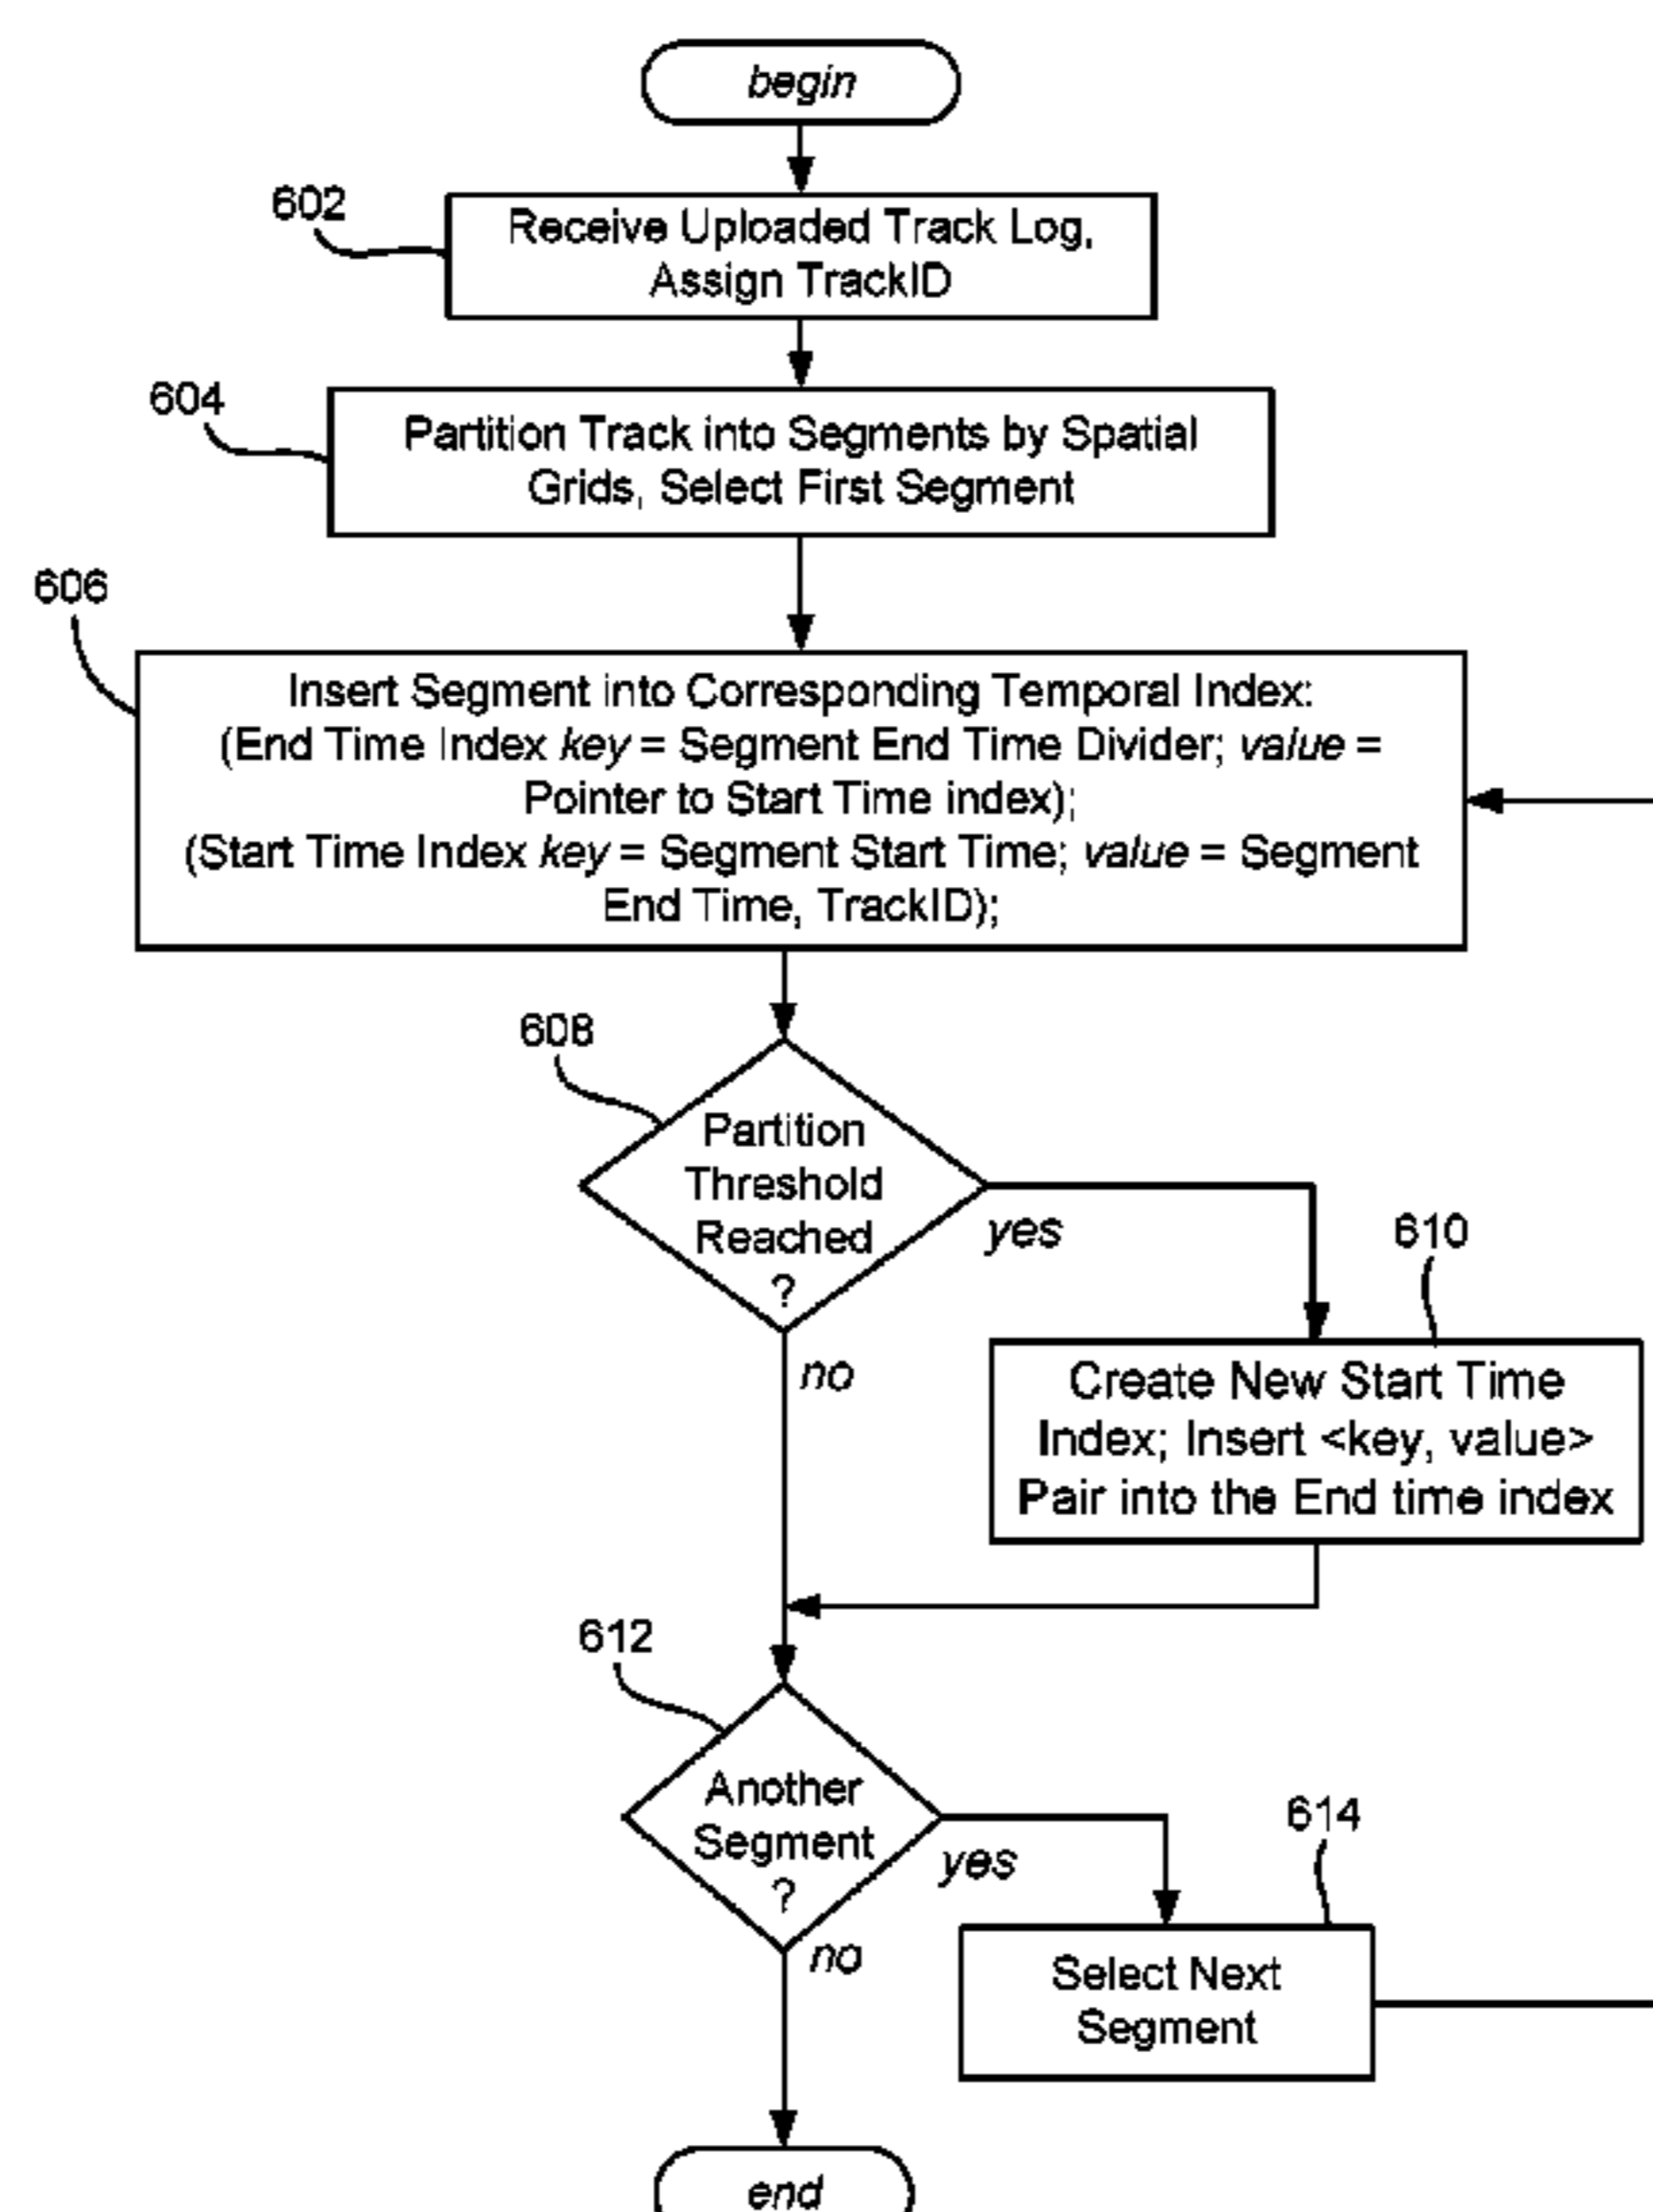 begin
602
Receive Uploaded Track Log,
Assign TrackID
604
Partition Track into Segments by Spatial
Grids, Select First Segment
606
Insert Segment into Corresponding Temporal Index:
(End Time Index key = Segment End Time Divider; value =
Pointer to Start Time index);
(Start Time Index key = Segment Start Time; value = Segment
End Time, TrackID);
608
Partition
Threshold
Reached
?
yes
no
610
Create New Start Time
Index; Insert <key, value>
Pair into the End time index
612
Another
Segment
?
yes
no
614
Select Next
Segment
end